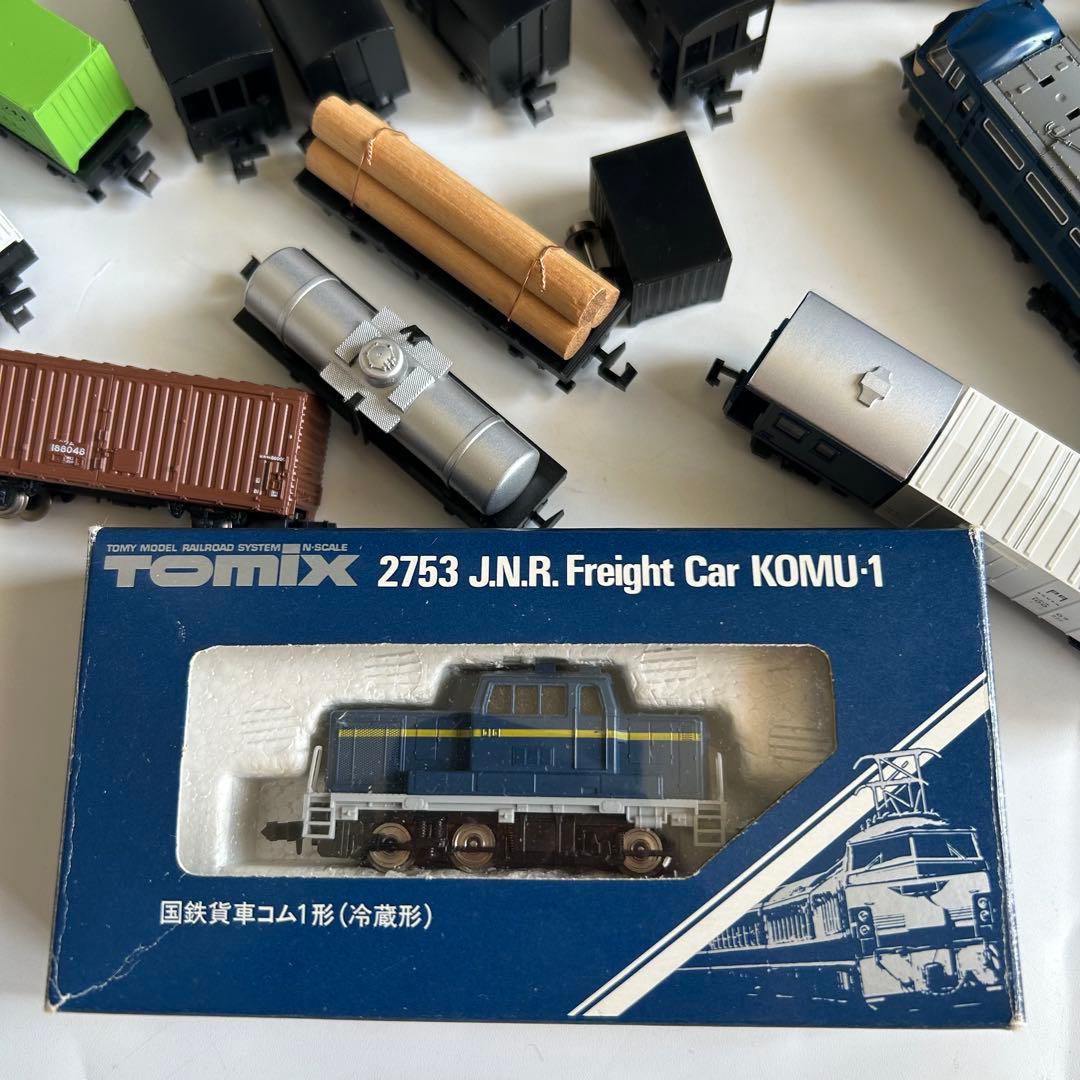 168048
TOMY MODEL RAILROAD SYSTEM N-SCALE
TOMIX 2753 J.N.R. Freight Car KOMU·1
国鉄貨車コム1形(冷蔵形)